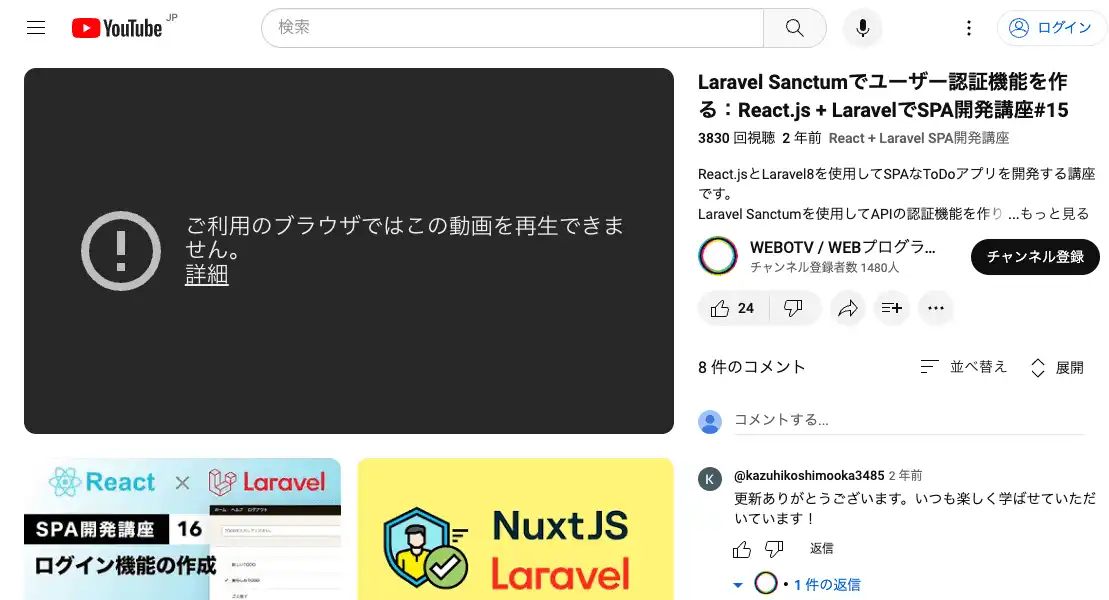 YouTube JP
検索
ログイン
ご利用のブラウザではこの動画を再生できま
せん。
詳細
Laravel Sanctumでユーザー認証機能を作
る：React.js + LaravelでSPA開発講座#15
3830 回視聴 2 年前 React + Laravel SPA開発講座
React.jsとLaravel8を使用してSPAなToDoアプリを開発する講座
です。
Laravel Sanctumを使用してAPIの認証機能を作り ...もっと見る
WEBOTV / WEBプログラ...
チャンネル登録者数 1480人
チャンネル登録
24
8 件のコメント
並べ替え
展開
コメントする...
K
@kazuhikoshimooka3485 2 年前
更新ありがとうございます。いつも楽しく学ばせていただ
いています！
返信
• 1 件の返信
React × Laravel
SPA開発講座 16
ログイン機能の作成
ホーム ヘルプ ログアウト
NuxtJS
Laravel